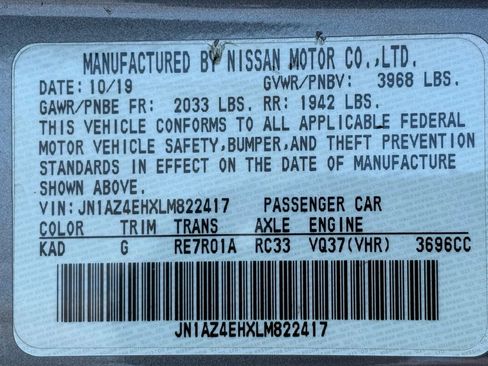 MANUFACTURED BY NISSAN MOTOR CO.,LTD.
DATE: 10/19 GVWR/PNBV: 3968 LBS.
GAWR/PNBE FR: 2033 LBS. RR: 1942 LBS.
THIS VEHICLE CONFORMS TO ALL APPLICABLE FEDERAL
MOTOR VEHICLE SAFETY,BUMPER,AND THEFT PREVENTION
STANDARDS IN EFFECT ON THE DATE OF MANUFACTURE
SHOWN ABOVE.
VIN:JN1AZ4EHXLM822417 PASSENGER CAR
COLOR TRIM TRANS AXLE ENGINE
KAD G RE7R01A RC33 VQ37(VHR) 3696CC
JN1AZ4EHXLM822417